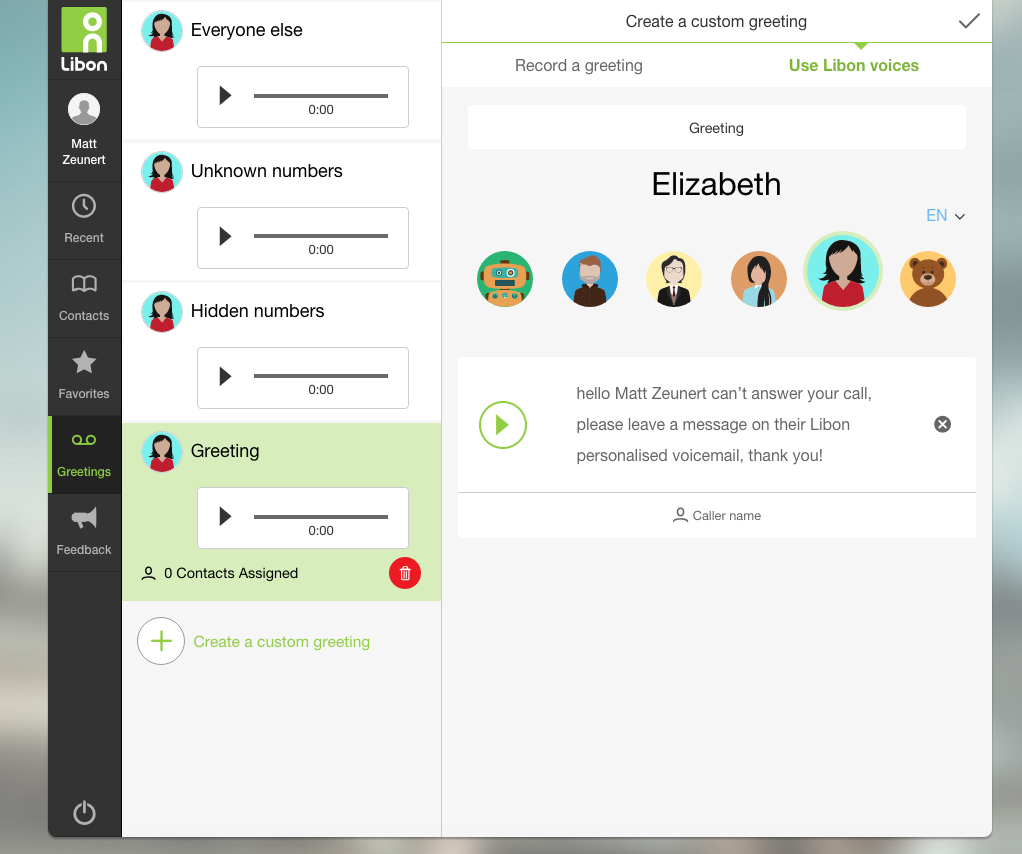 Libon
Matt
Zeunert
Recent
Contacts
Favorites
Greetings
Feedback
Everyone else
0:00
Unknown numbers
0:00
Hidden numbers
0:00
Greeting
0:00
0 Contacts Assigned
Create a custom greeting
Create a custom greeting
Record a greeting
Use Libon voices
Greeting
Elizabeth
EN
hello Matt Zeunert can't answer your call,
please leave a message on their Libon
personalised voicemail, thank you!
Caller name